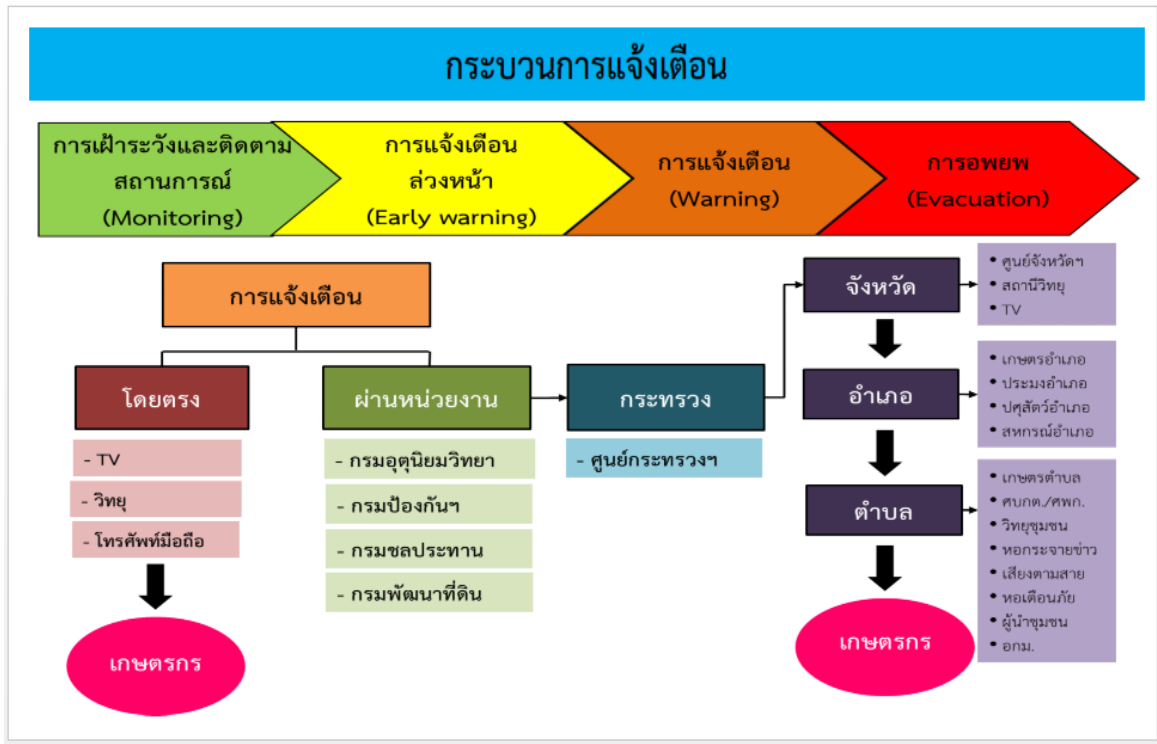 กระบวนการแจ้งเตือน
การเฝ้าระวังและติดตาม
สถานการณ์
(Monitoring)
การแจ้งเตือน
ล่วงหน้า
(Early warning)
การแจ้งเตือน
(Warning)
การอพยพ
(Evacuation)
การแจ้งเตือน
โดยตรง
- TV
- วิทยุ
- โทรศัพท์มือถือ
เกษตรกร
ผ่านหน่วยงาน
- กรมอุตุนิยมวิทยา
- กรมป้องกันฯ
- กรมชลประทาน
- กรมพัฒนาที่ดิน
กระทรวง
- ศูนย์กระทรวงฯ
จังหวัด
• ศูนย์จังหวัดฯ
• สถานีวิทยุ
• TV
อำเภอ
• เกษตรอำเภอ
• ประมงอำเภอ
• ปศุสัตว์อำเภอ
• สหกรณ์อำเภอ
ตำบล
• เกษตรตำบล
• ศบกต./ศพก.
• วิทยุชุมชน
• หอกระจายข่าว
• เสียงตามสาย
• หอเตือนภัย
• ผู้นำชุมชน
• อกม.
เกษตรกร